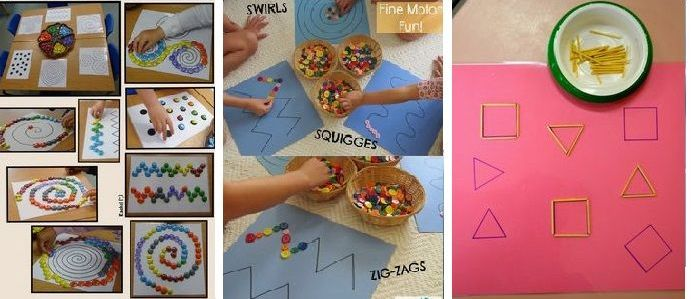 SWIRLS
Fine Motor
Fun!
SQUIGGES
ZIG-ZAGS